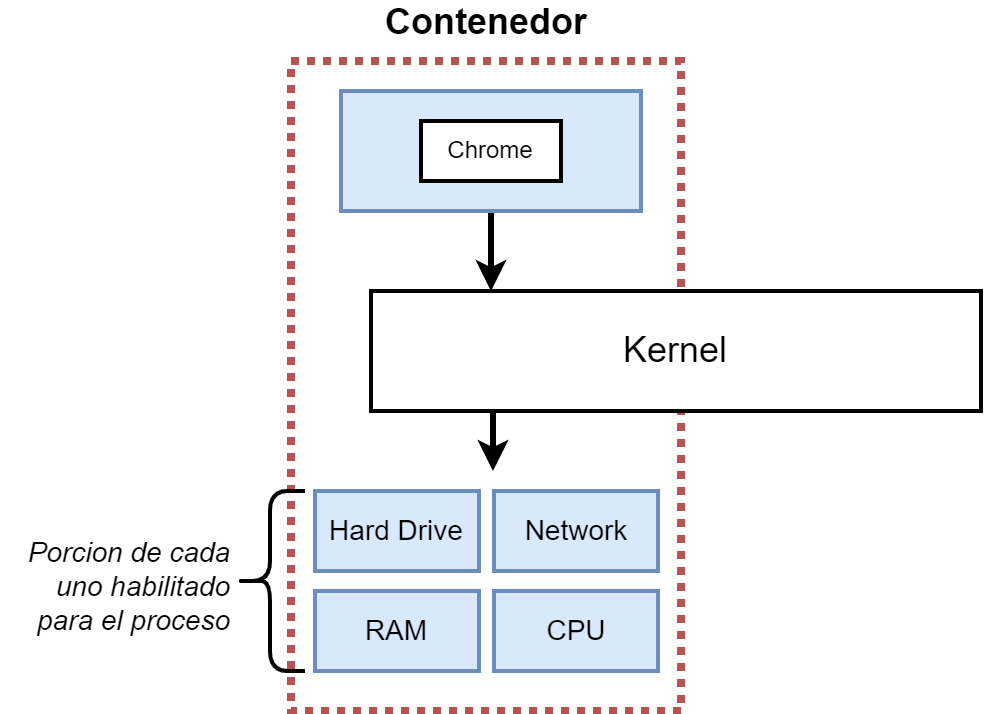 Contenedor
Chrome
Kernel
Hard Drive
Network
Porcion de cada
uno habilitado
para el proceso
RAM
CPU